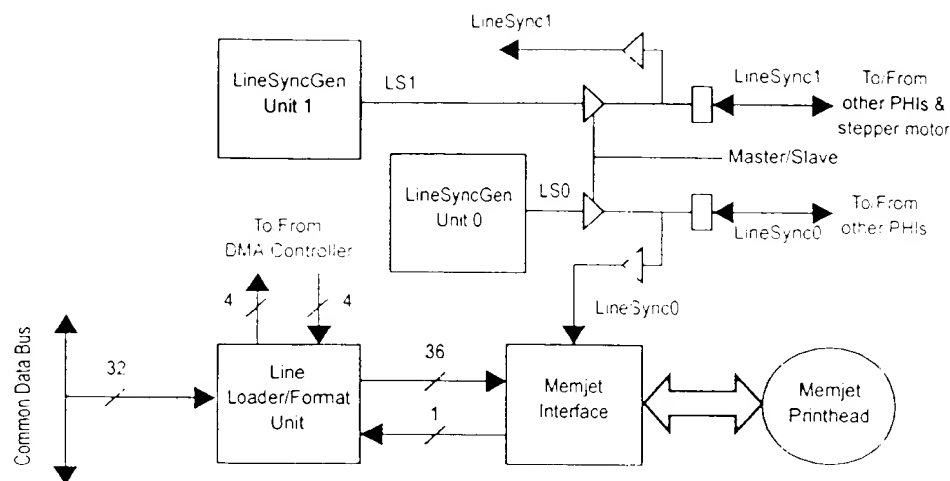 LineSync1
LineSyncGen
Unit 1
LS1
LineSync1
To/From
other PHIs &
stepper motor
Master/Slave
LineSyncGen
Unit 0
LS0
LineSync0
To/From
other PHIs
To/From
DMA Controller
4
4
LineSync0
Common Data Bus
32
Line
Loader/Format
Unit
36
1
Memjet
Interface
Memjet
Printhead